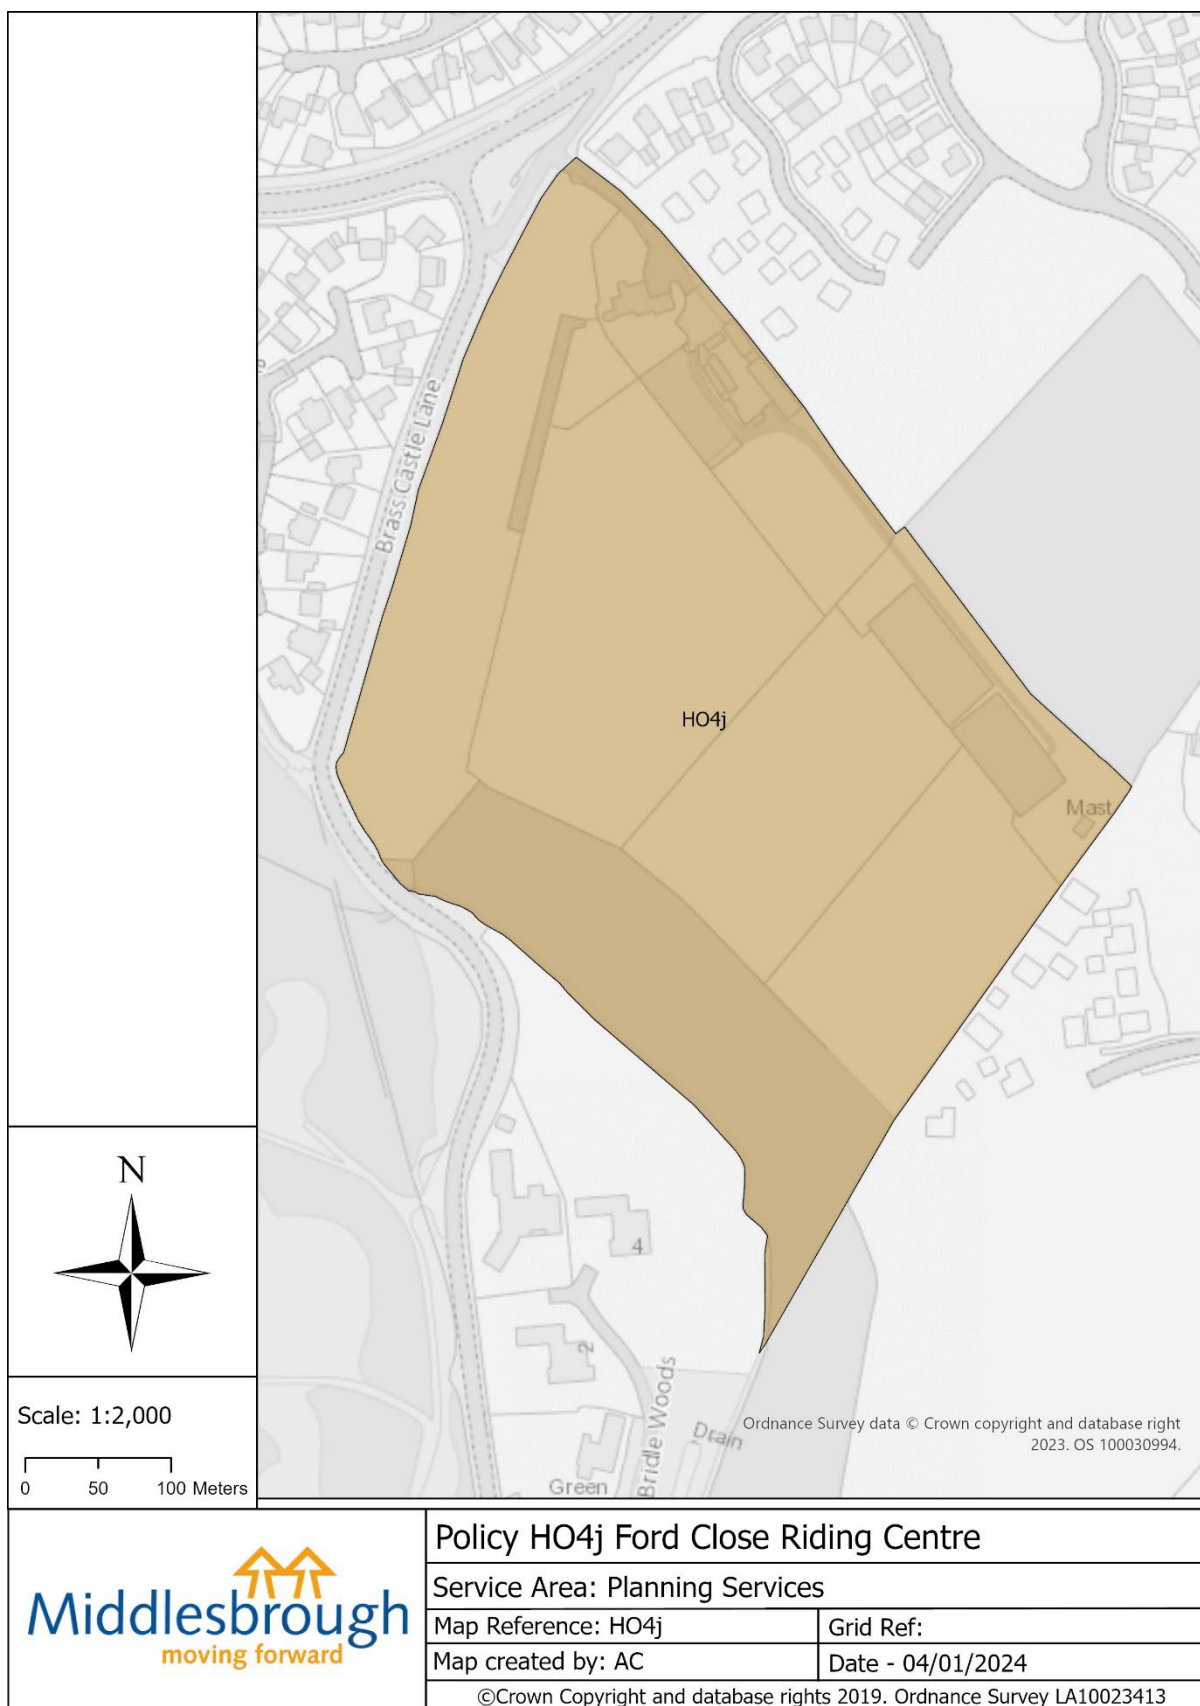 Brass Castle Lane
HO4j
Mast
4
2
Bridle Woods
Drain
Green
Ordnance Survey data © Crown copyright and database right
2023. OS 100030994.
N
Scale: 1:2,000
0 50 100 Meters
Middlesbrough
moving forward
Policy HO4j Ford Close Riding Centre
Service Area: Planning Services
Map Reference: HO4j
Grid Ref:
Map created by: AC
Date - 04/01/2024
©Crown Copyright and database rights 2019. Ordnance Survey LA10023413